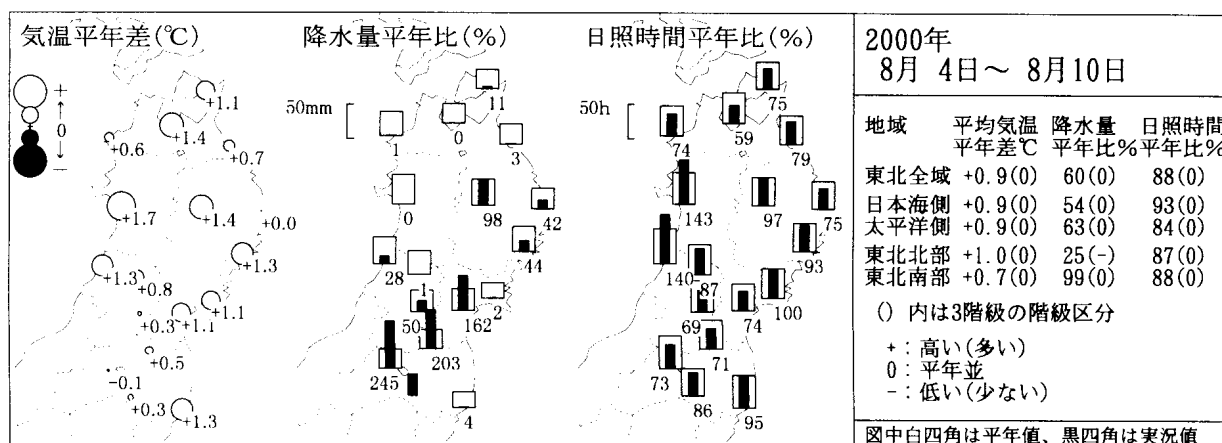 気温平年差(℃)
+
0
−
+1.1
+1.4
+0.6
+0.7
+1.7
+1.4
+0.0
+1.3
+1.3
+0.8
+1.1
+0.3
+1.1
+0.5
-0.1
+0.3
+1.3
降水量平年比(%)
50mm
11
0
1
3
0
98
42
44
28
1
2
50
162
203
245
4
日照時間平年比(%)
50h
75
59
74
79
143
97
75
93
140
87
100
69
74
71
73
86
95
2000年
8月 4日～ 8月10日
地域 平均気温 降水量 日照時間
平年差℃ 平年比% 平年比%
東北全域 +0.9(0) 60(0) 88(0)
日本海側 +0.9(0) 54(0) 93(0)
太平洋側 +0.9(0) 63(0) 84(0)
東北北部 +1.0(0) 25(-) 87(0)
東北南部 +0.7(0) 99(0) 88(0)
() 内は3階級の階級区分
+：高い(多い)
0：平年並
-：低い(少ない)
図中白四角は平年値、黒四角は実況値